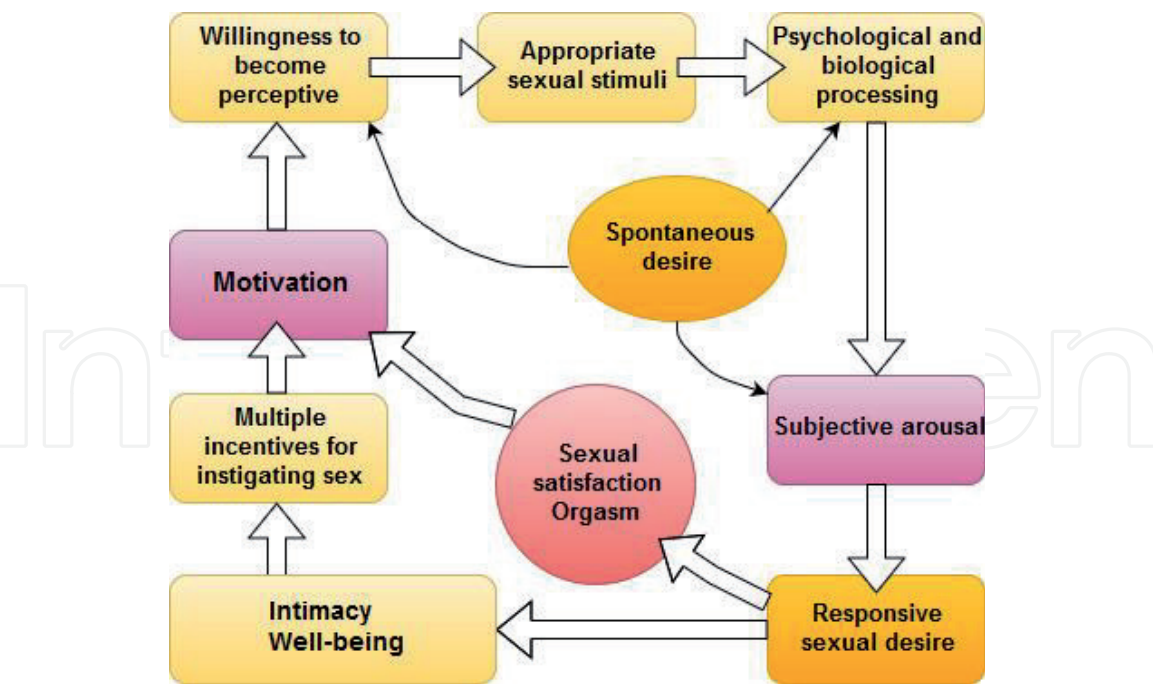 Willingness to
become
perceptive
Appropriate
sexual stimuli
Psychological and
biological
processing
Spontaneous
desire
Motivation
Subjective arousal
Multiple
incentives for
instigating sex
Sexual
satisfaction
Orgasm
Intimacy
Well-being
Responsive
sexual desire